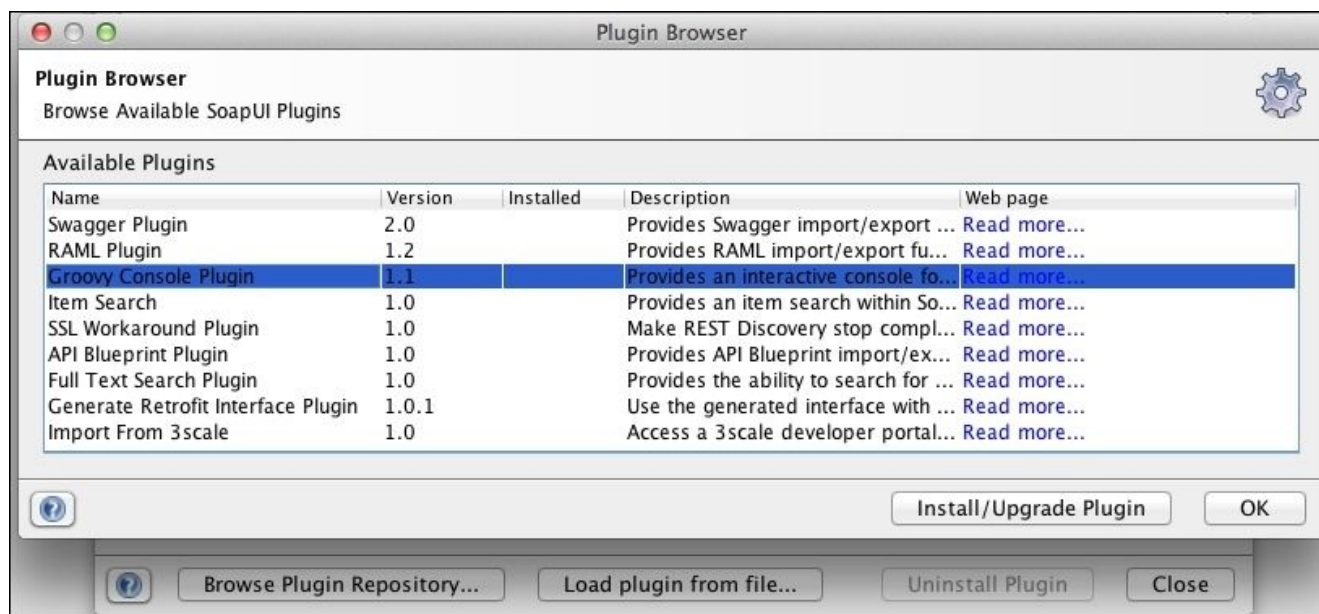 Plugin Browser
Plugin Browser
Browse Available SoapUI Plugins
Available Plugins
Name Version Installed Description Web page
Swagger Plugin 2.0 Provides Swagger import/export ... Read more...
RAML Plugin 1.2 Provides RAML import/export fu... Read more...
Groovy Console Plugin 1.1 Provides an interactive console fo... Read more...
Item Search 1.0 Provides an item search within So... Read more...
SSL Workaround Plugin 1.0 Make REST Discovery stop compl... Read more...
API Blueprint Plugin 1.0 Provides API Blueprint import/ex... Read more...
Full Text Search Plugin 1.0 Provides the ability to search for ... Read more...
Generate Retrofit Interface Plugin 1.0.1 Use the generated interface with ... Read more...
Import From 3scale 1.0 Access a 3scale developer portal... Read more...
? Install/Upgrade Plugin OK
? Browse Plugin Repository... Load plugin from file... Uninstall Plugin Close